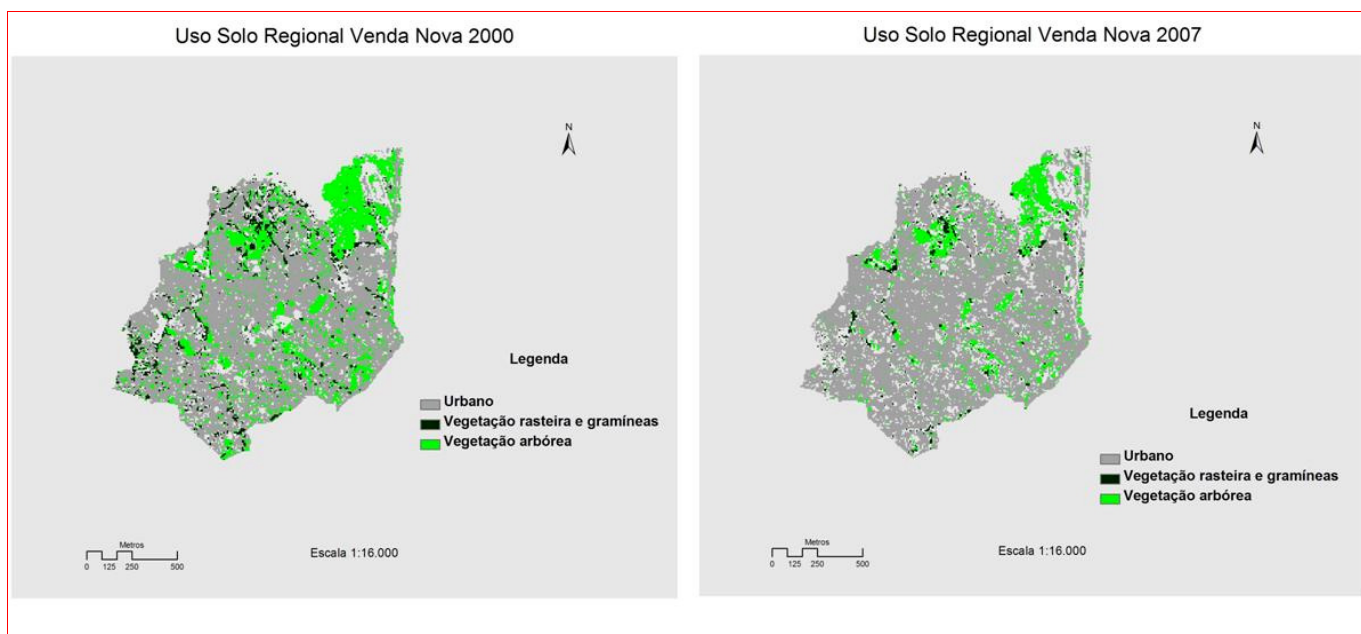 Uso Solo Regional Venda Nova 2000
N
Legenda
Urbano
Vegetação rasteira e gramíneas
Vegetação arbórea
Metros
0 125 250 500
Escala 1:16.000
Uso Solo Regional Venda Nova 2007
N
Legenda
Urbano
Vegetação rasteira e gramíneas
Vegetação arbórea
Metros
0 125 250 500
Escala 1:16.000